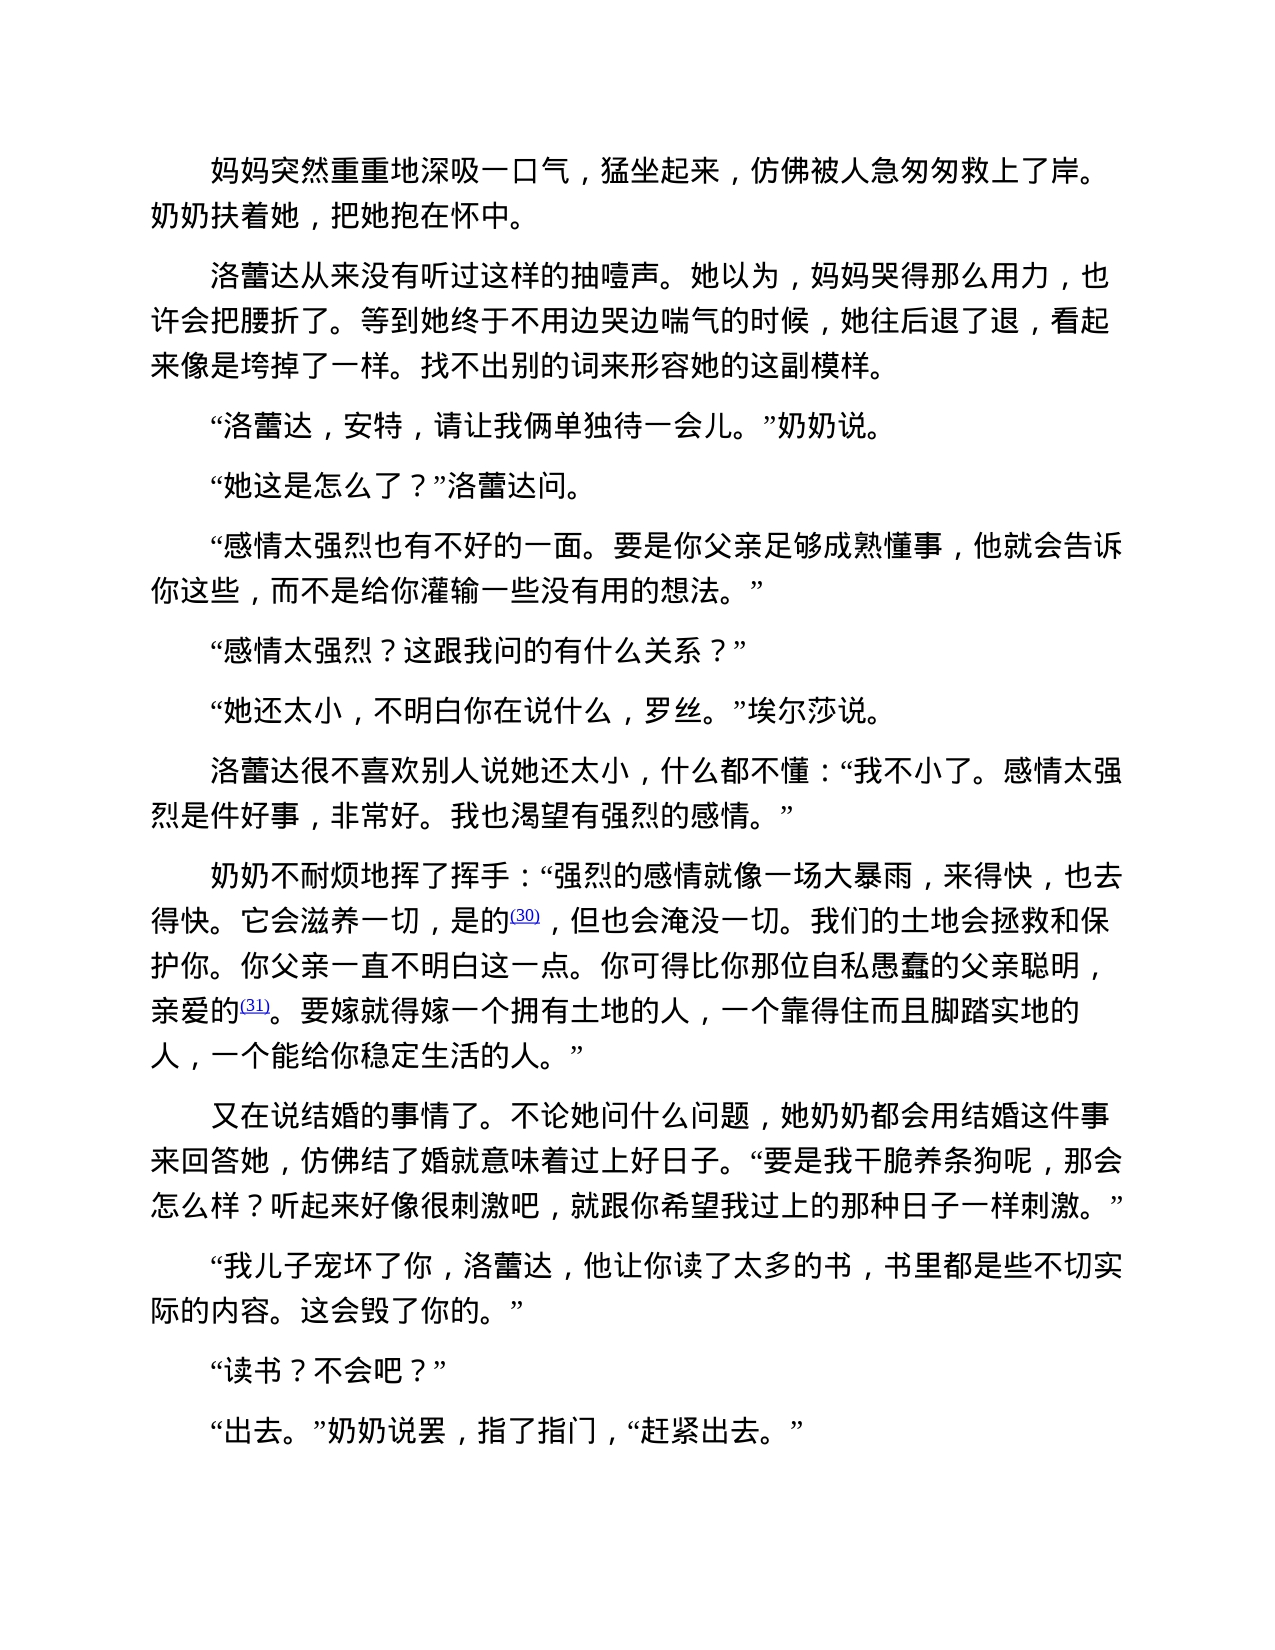 妈妈突然重重地深吸一口气，猛坐起来，仿佛被人急匆匆救上了岸。
奶奶扶着她，把她抱在怀中。
洛蕾达从来没有听过这样的抽噎声。她以为，妈妈哭得那么用力，也
许会把腰折了。等到她终于不用边哭边喘气的时候，她往后退了退，看起
来像是垮掉了一样。找不出别的词来形容她的这副模样。
“洛蕾达，安特，请让我俩单独待一会儿。”奶奶说。
“她这是怎么了？”洛蕾达问。
“感情太强烈也有不好的一面。要是你父亲足够成熟懂事，他就会告诉
你这些，而不是给你灌输一些没有用的想法。”
“感情太强烈？这跟我问的有什么关系？”
“她还太小，不明白你在说什么，罗丝。”埃尔莎说。
洛蕾达很不喜欢别人说她还太小，什么都不懂：“我不小了。感情太强
烈是件好事，非常好。我也渴望有强烈的感情。”
奶奶不耐烦地挥了挥手：“强烈的感情就像一场大暴雨，来得快，也去
得快。它会滋养一切，是的(30)，但也会淹没一切。我们的土地会拯救和保
护你。你父亲一直不明白这一点。你可得比你那位自私愚蠢的父亲聪明，
亲爱的(31)。要嫁就得嫁一个拥有土地的人，一个靠得住而且脚踏实地的
人，一个能给你稳定生活的人。”
又在说结婚的事情了。不论她问什么问题，她奶奶都会用结婚这件事
来回答她，仿佛结了婚就意味着过上好日子。“要是我干脆养条狗呢，那会
怎么样？听起来好像很刺激吧，就跟你希望我过上的那种日子一样刺激。”
“我儿子宠坏了你，洛蕾达，他让你读了太多的书，书里都是些不切实
际的内容。这会毁了你的。”
“读书？不会吧？”
“出去。”奶奶说罢，指了指门，“赶紧出去。”